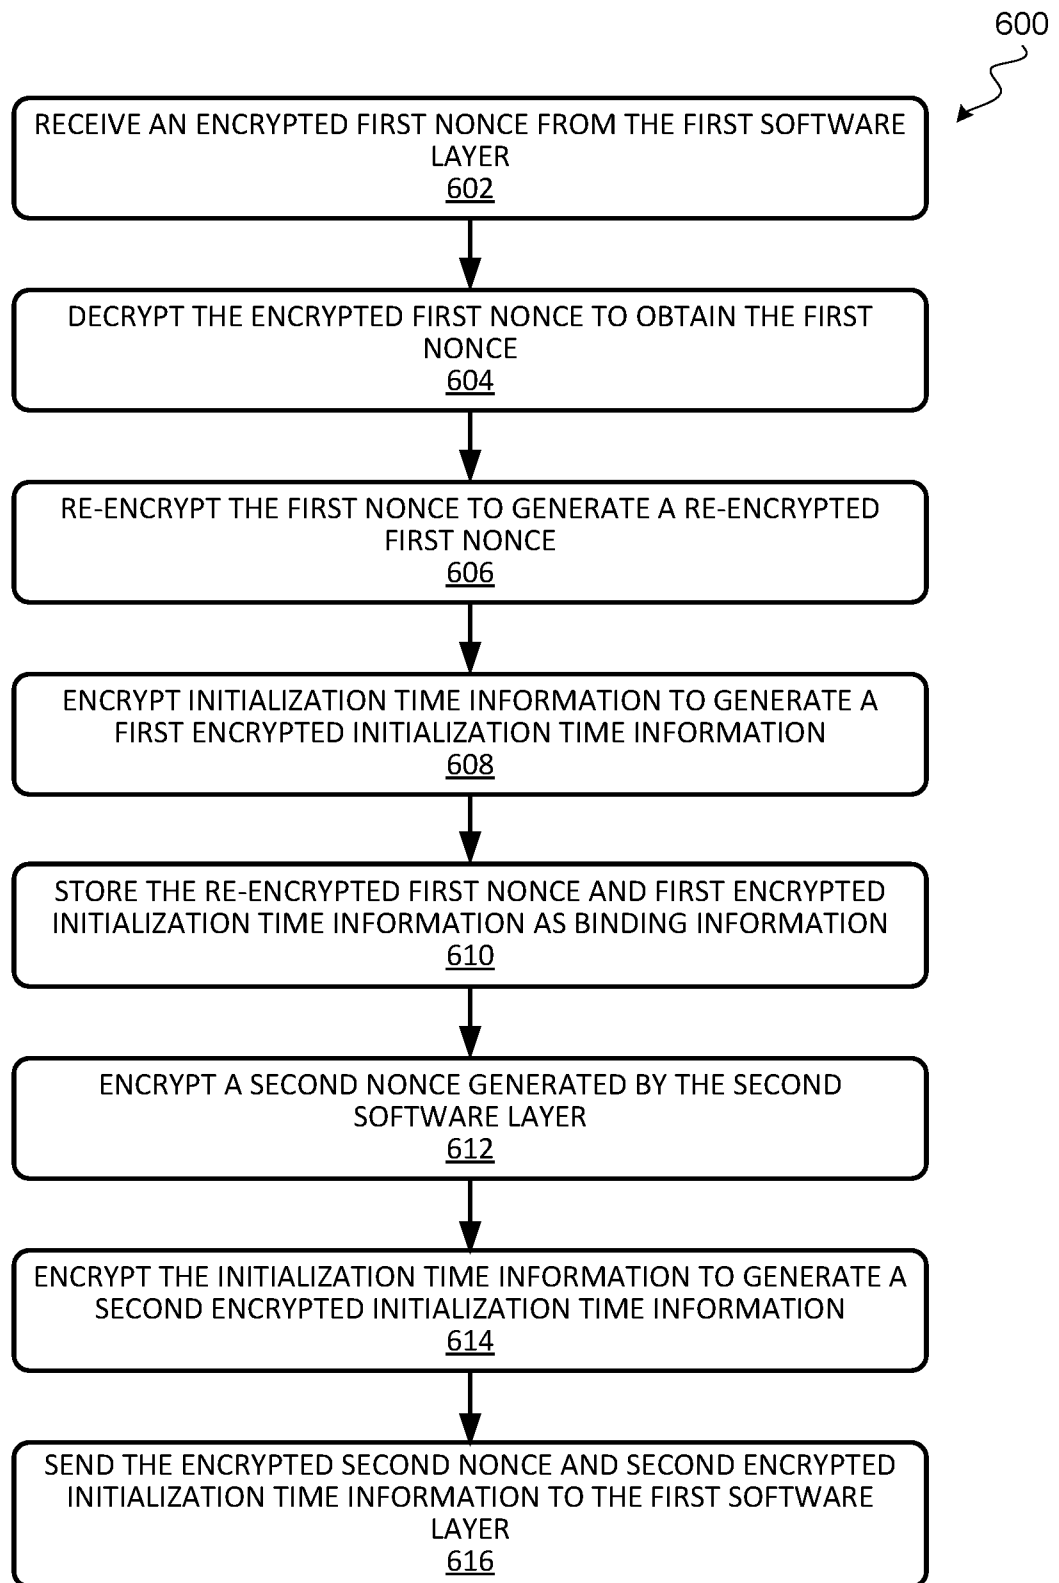 600
RECEIVE AN ENCRYPTED FIRST NONCE FROM THE FIRST SOFTWARE
LAYER
602
DECRYPT THE ENCRYPTED FIRST NONCE TO OBTAIN THE FIRST
NONCE
604
RE-ENCRYPT THE FIRST NONCE TO GENERATE A RE-ENCRYPTED
FIRST NONCE
606
ENCRYPT INITIALIZATION TIME INFORMATION TO GENERATE A
FIRST ENCRYPTED INITIALIZATION TIME INFORMATION
608
STORE THE RE-ENCRYPTED FIRST NONCE AND FIRST ENCRYPTED
INITIALIZATION TIME INFORMATION AS BINDING INFORMATION
610
ENCRYPT A SECOND NONCE GENERATED BY THE SECOND
SOFTWARE LAYER
612
ENCRYPT THE INITIALIZATION TIME INFORMATION TO GENERATE A
SECOND ENCRYPTED INITIALIZATION TIME INFORMATION
614
SEND THE ENCRYPTED SECOND NONCE AND SECOND ENCRYPTED
INITIALIZATION TIME INFORMATION TO THE FIRST SOFTWARE
LAYER
616